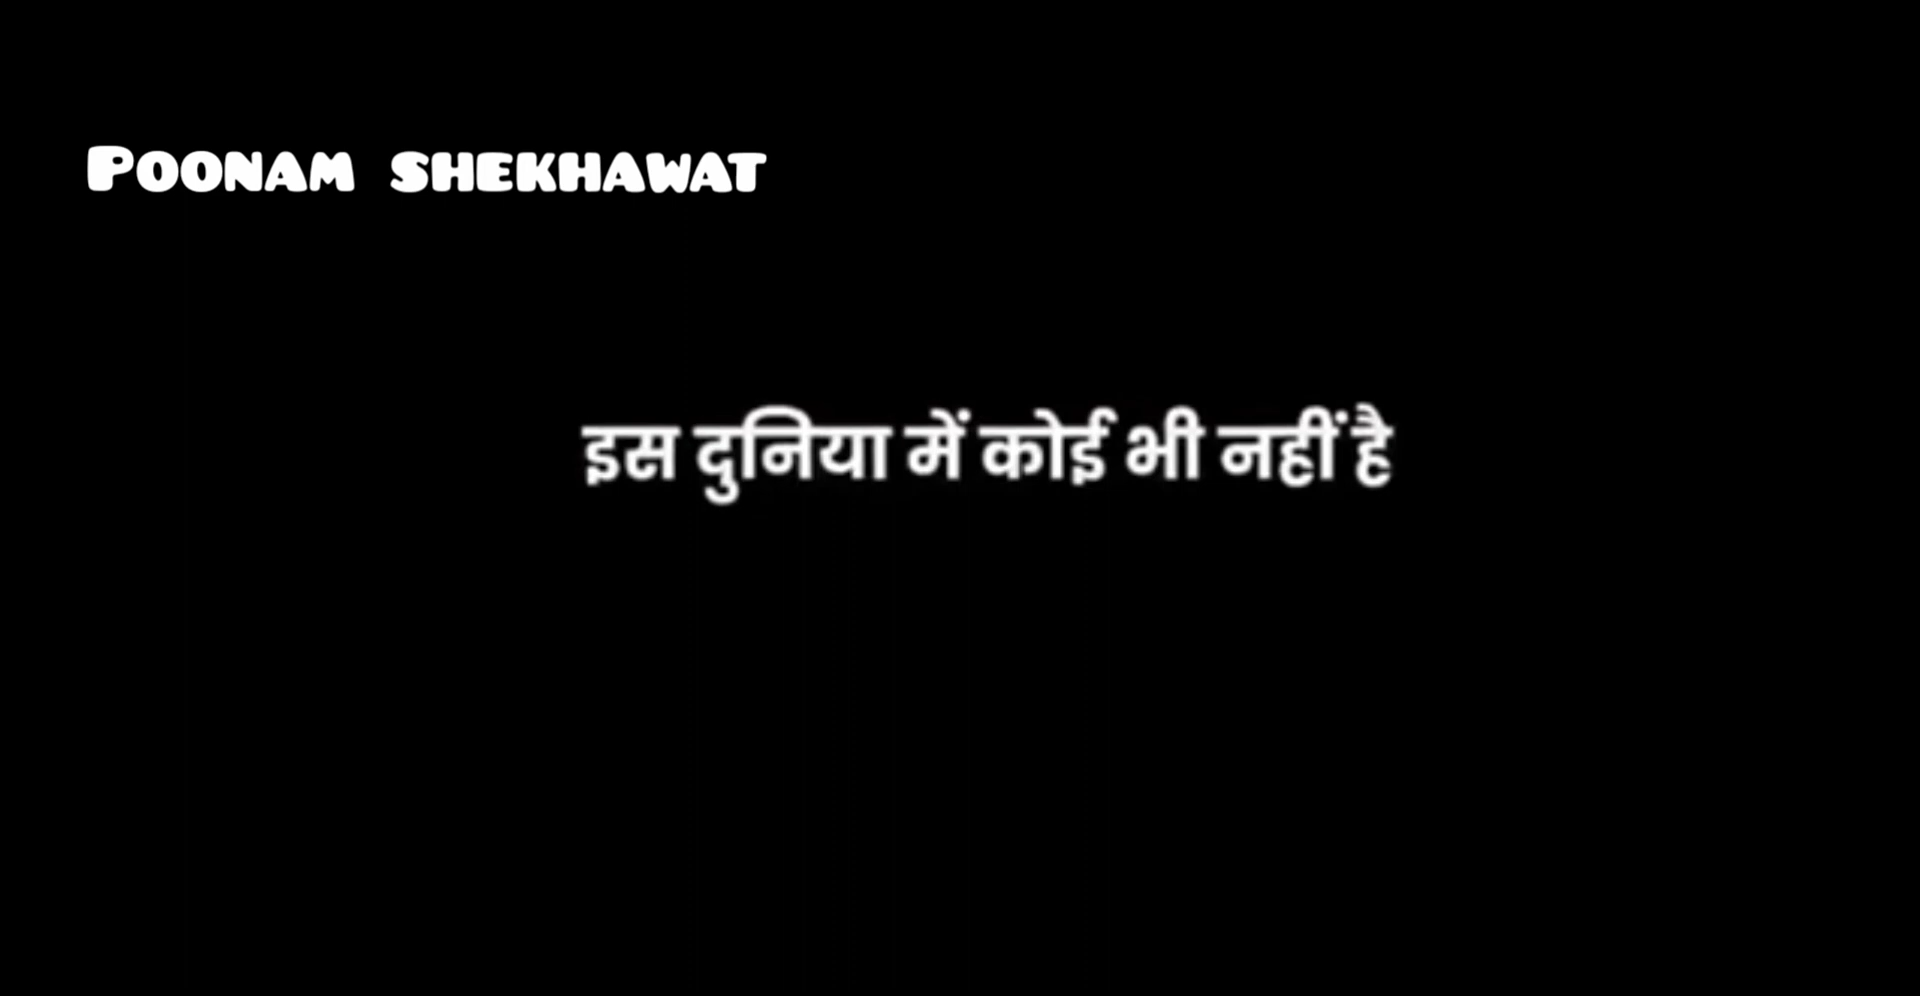 POONAM SHEKHAWAT
इस दुनिया में कोई भी नहीं है